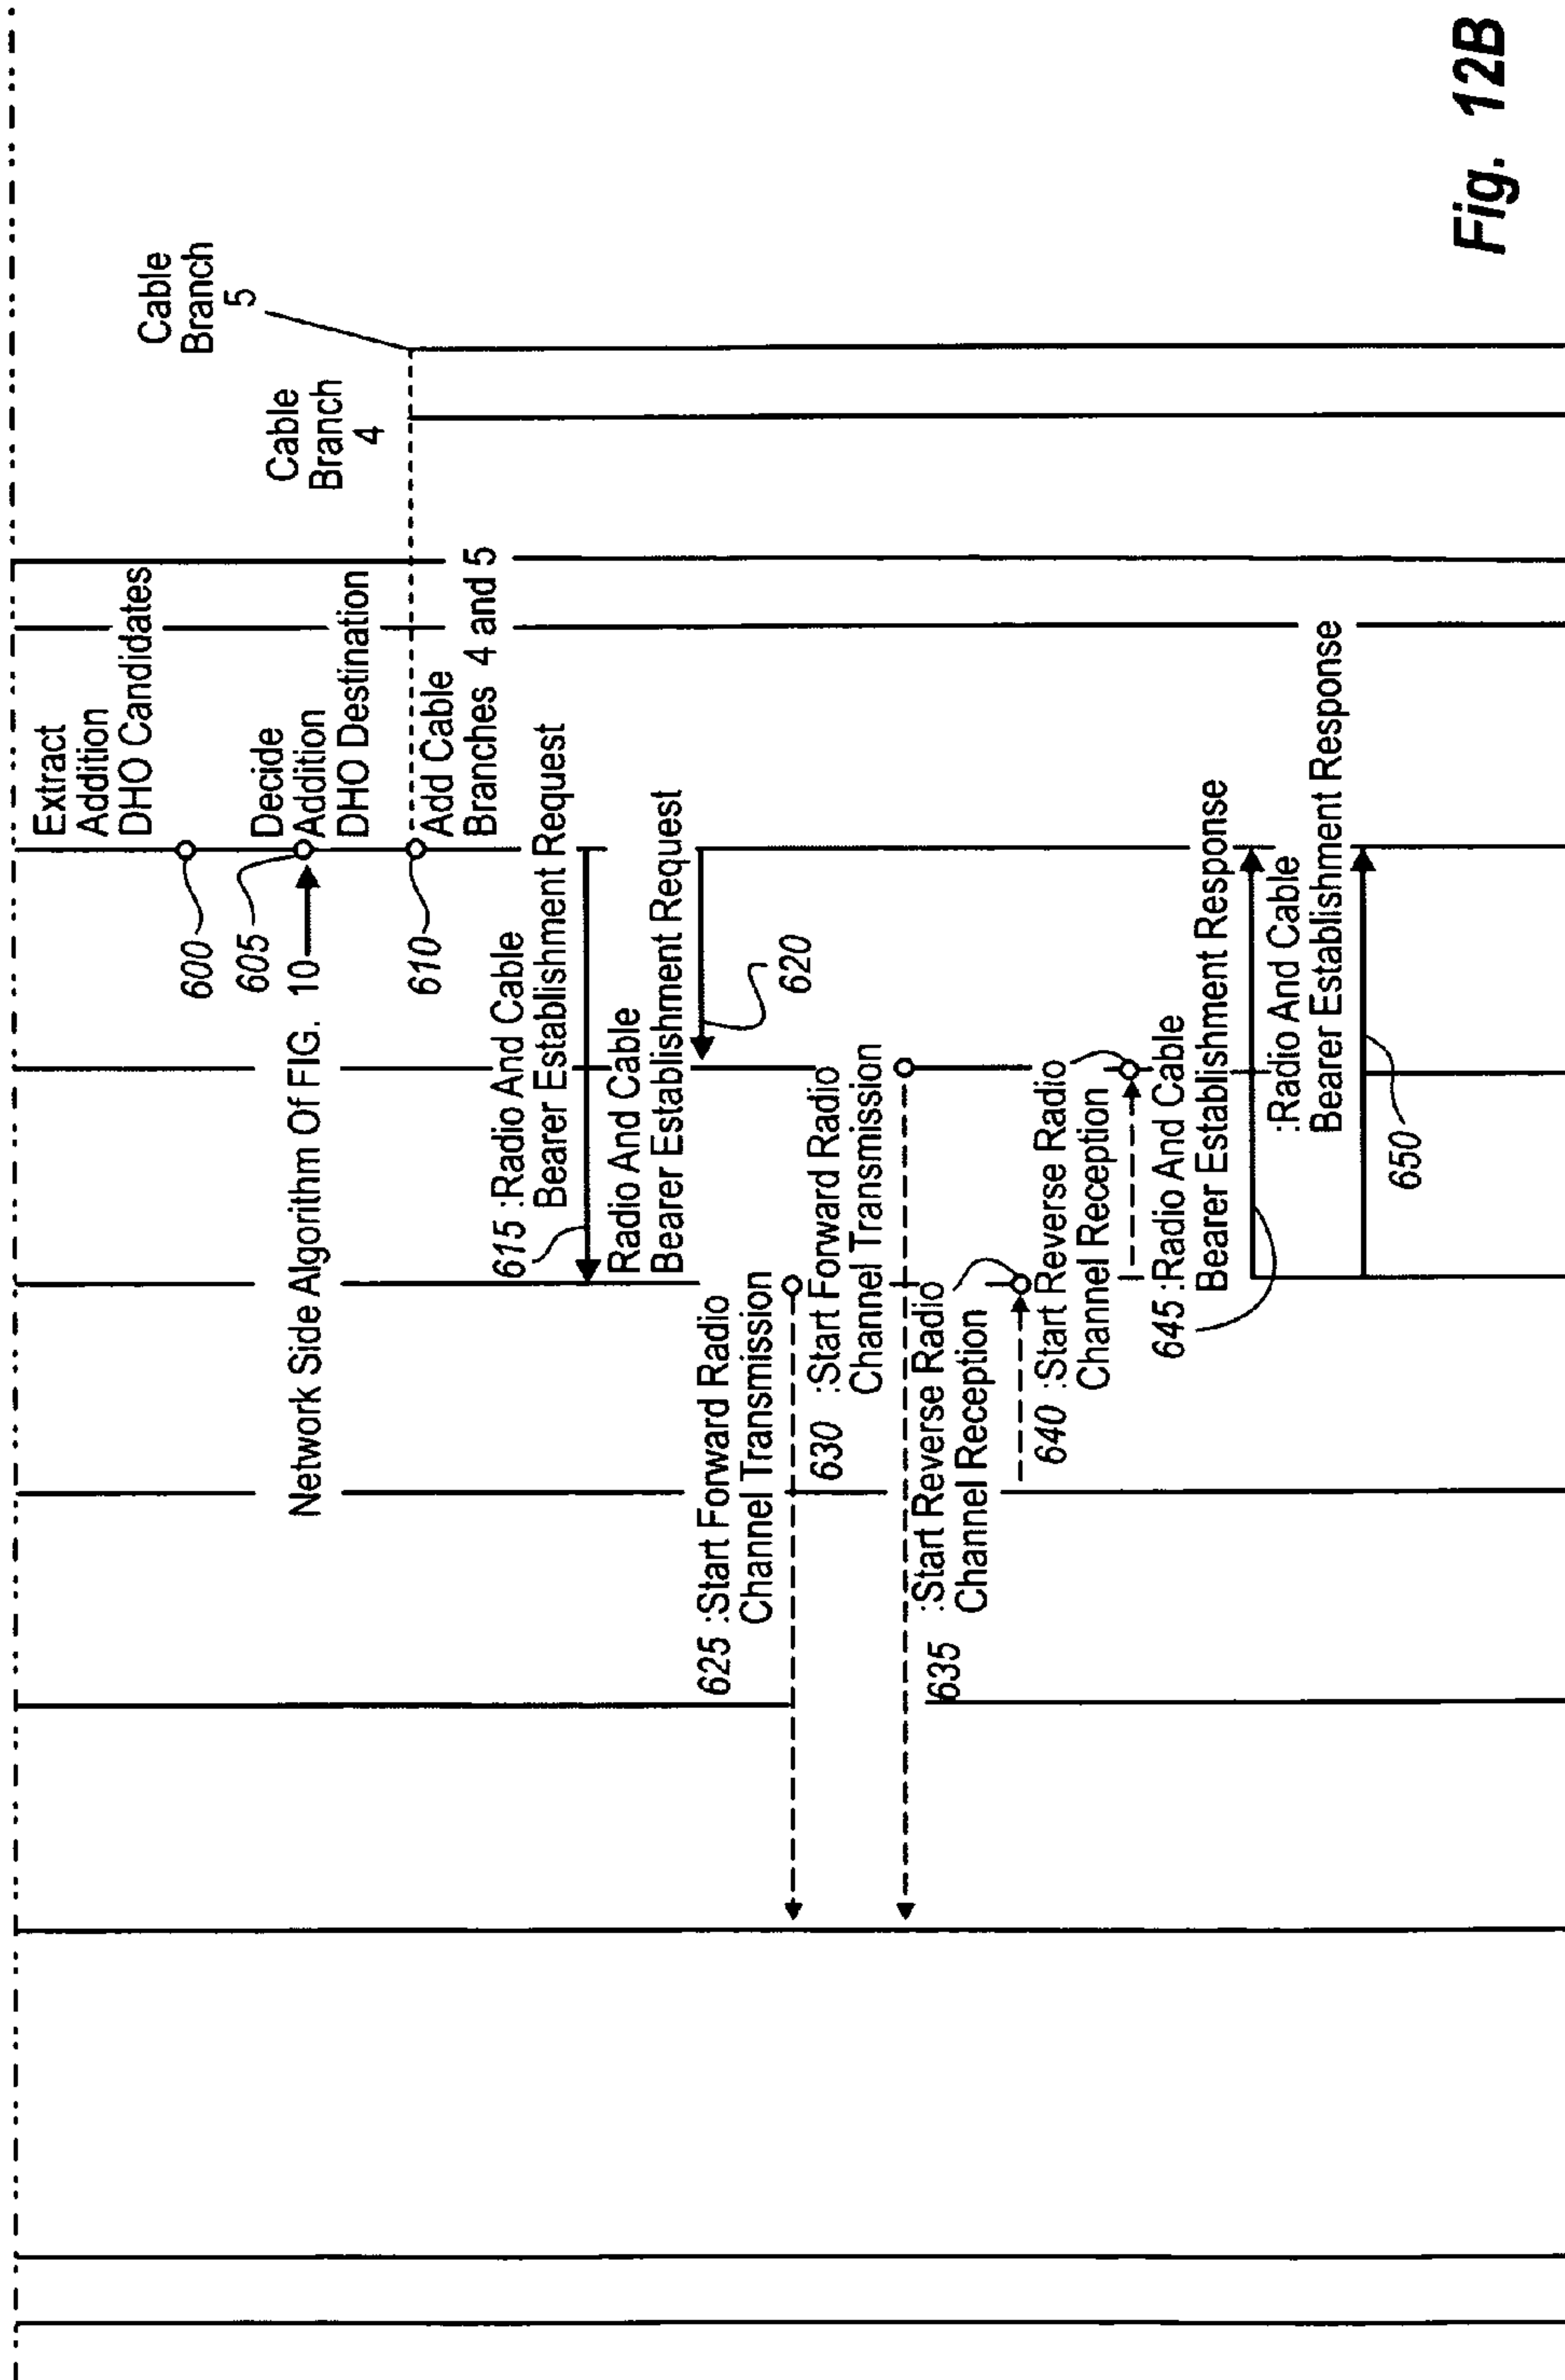 Extract
Addition
DHO Candidates
600
Decide
Addition
DHO Destination
605
Network Side Algorithm Of FIG. 10
Cable
Branch
5
Cable
Branch
4
610
Add Cable
Branches 4 and 5
615 :Radio And Cable
Bearer Establishment Request
Radio And Cable
Bearer Establishment Request
620
625 :Start Forward Radio
Channel Transmission
630 :Start Forward Radio
Channel Transmission
635 :Start Reverse Radio
Channel Reception
640 :Start Reverse Radio
Channel Reception
645 :Radio And Cable
Bearer Establishment Response
:Radio And Cable
Bearer Establishment Response
650
Fig. 12B